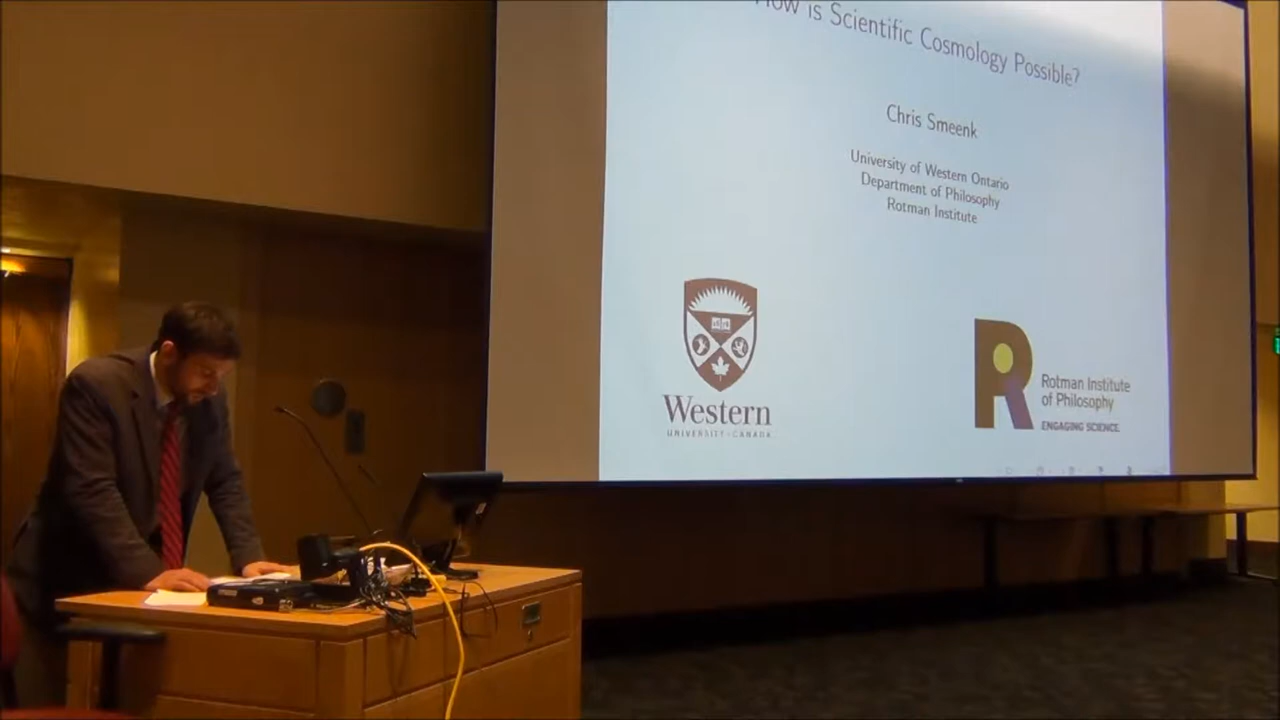 How is Scientific Cosmology Possible?
Chris Smeenk
University of Western Ontario
Department of Philosophy
Rotman Institute
Western
UNIVERSITY · CANADA
R
Rotman Institute
of Philosophy
ENGAGING SCIENCE.